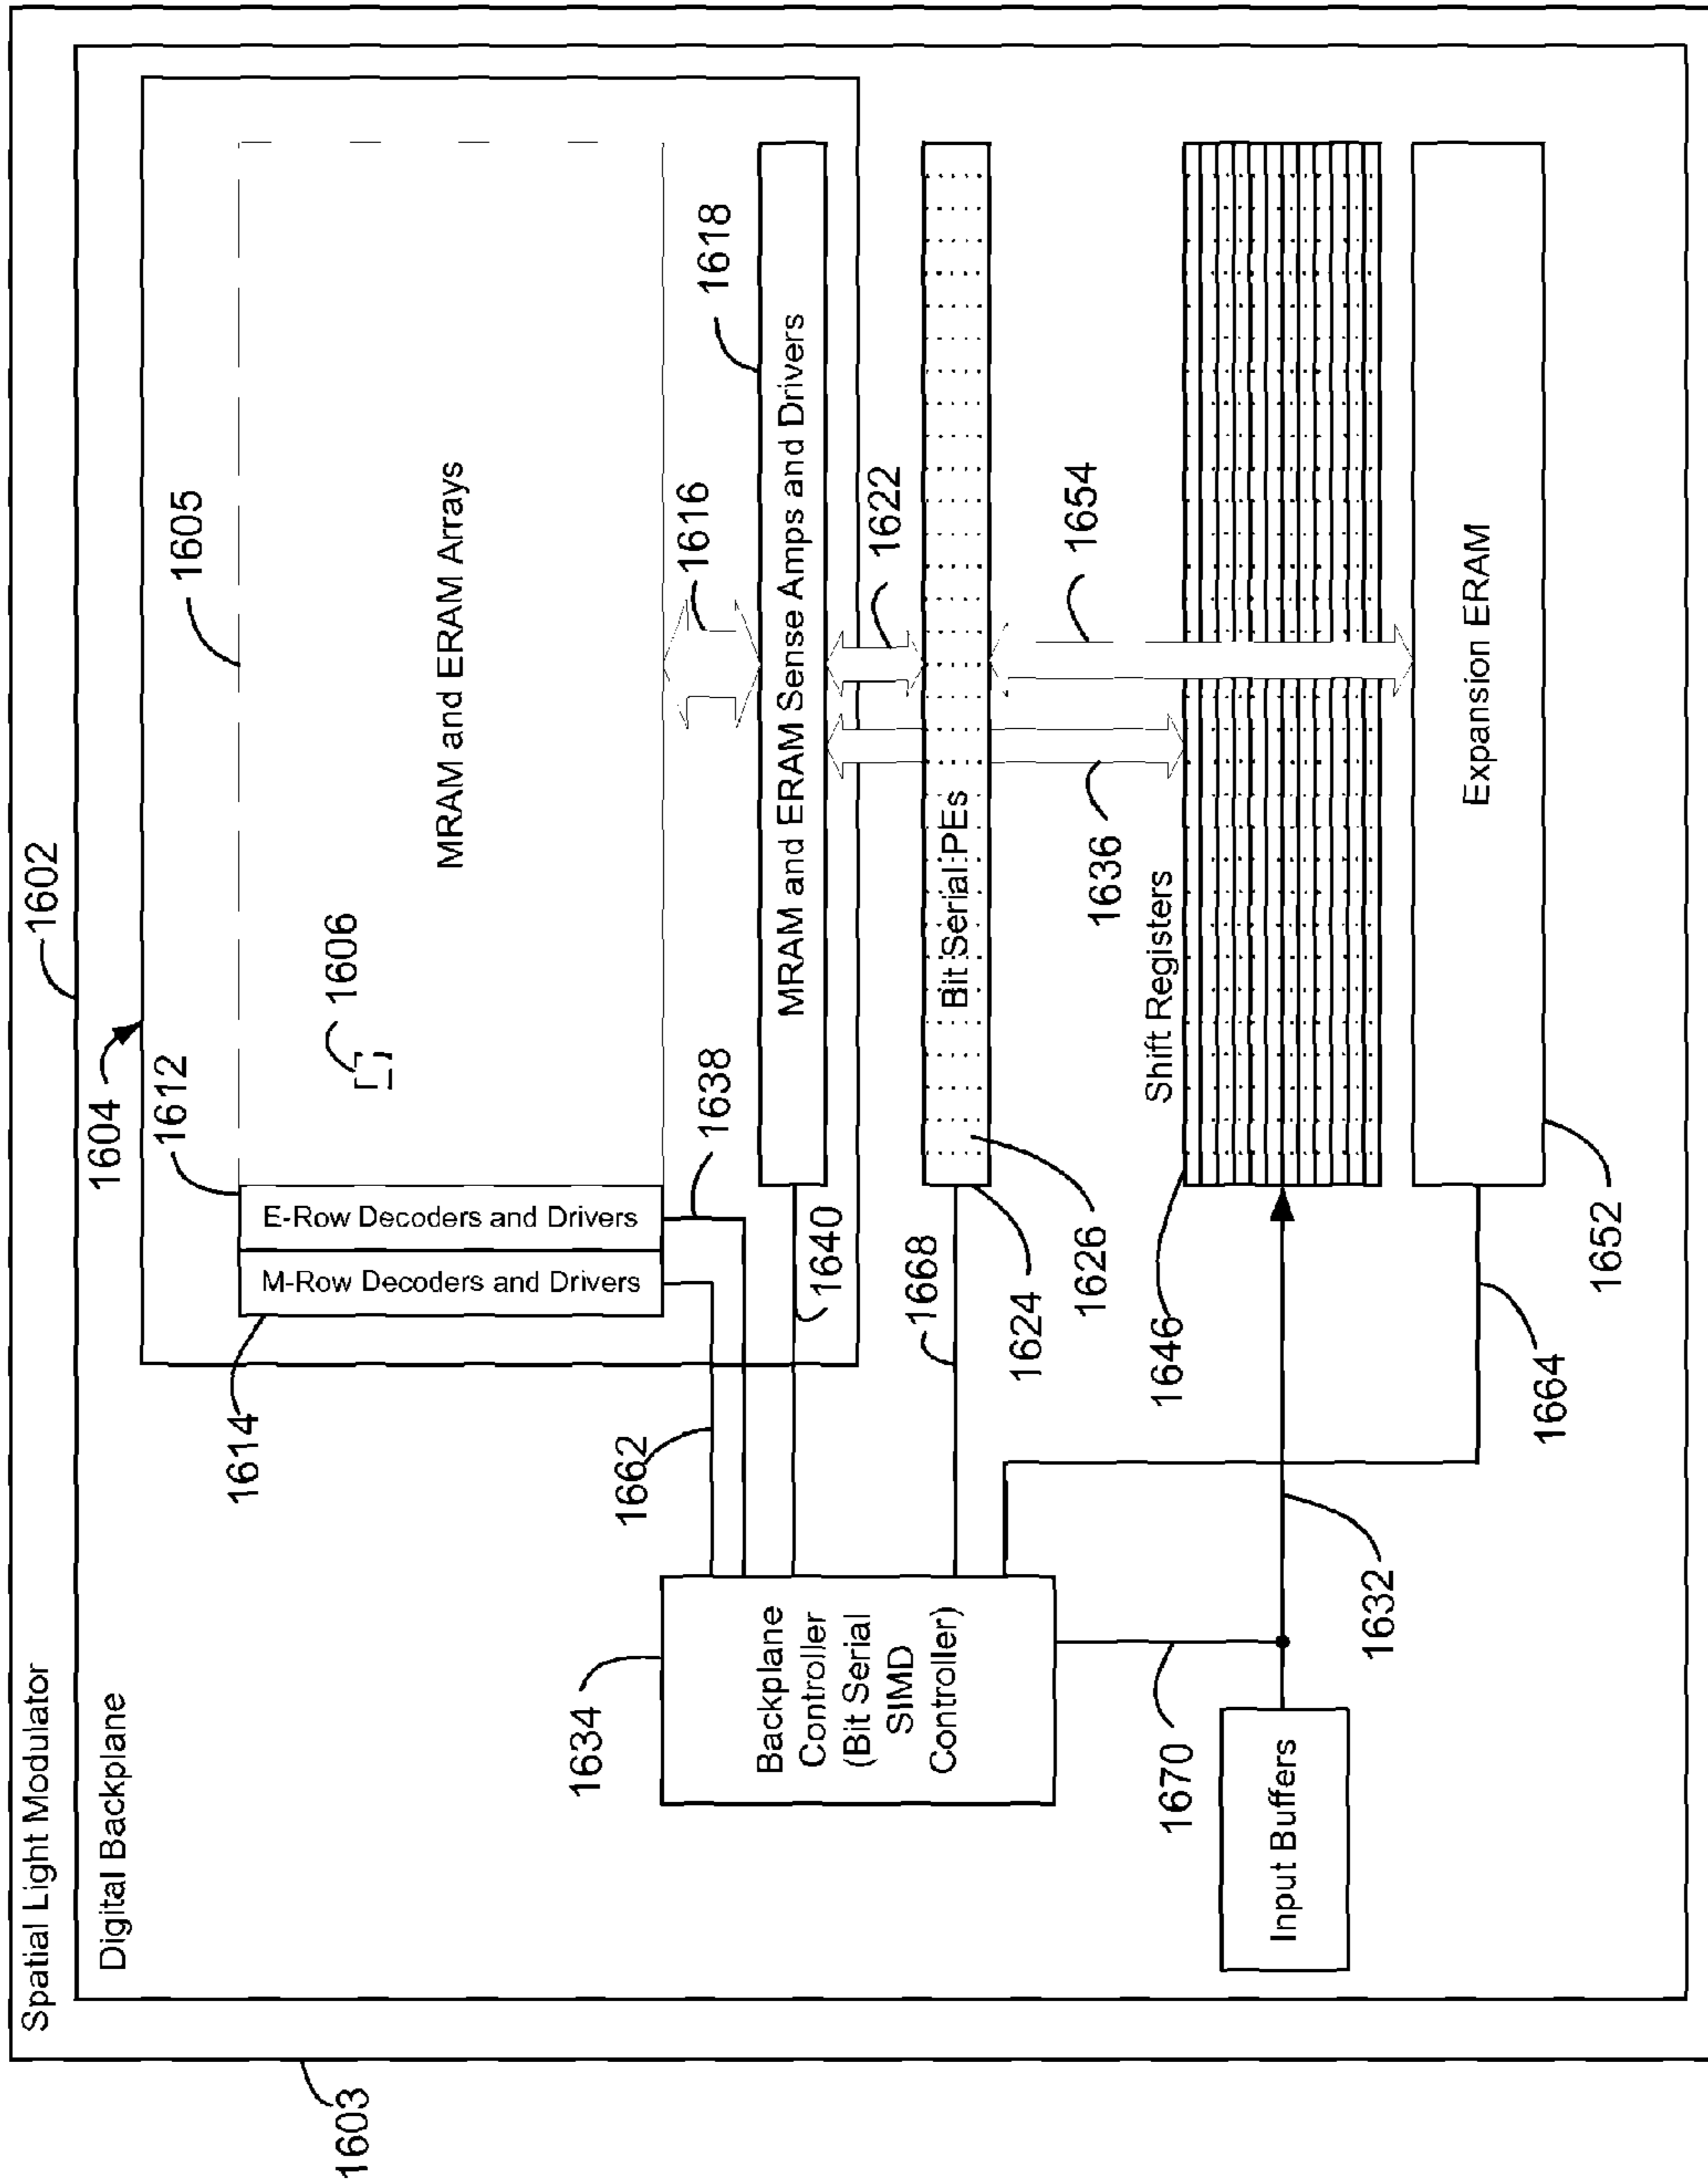 Spatial Light Modulator
1603
1602
Digital Backplane
1604
1612
1614
E-Row Decoders and Drivers
M-Row Decoders and Drivers
1605
1606
MRAM and ERAM Arrays
1616
1618
MRAM and ERAM Sense Amps and Drivers
1638
1662
1640
1622
1634
Backplane
Controller
(Bit Serial
SIMD
Controller)
1668
Bit Serial PEs
1624
1626
1636
1654
1670
Shift Registers
1646
Input Buffers
1632
Expansion ERAM
1664
1652